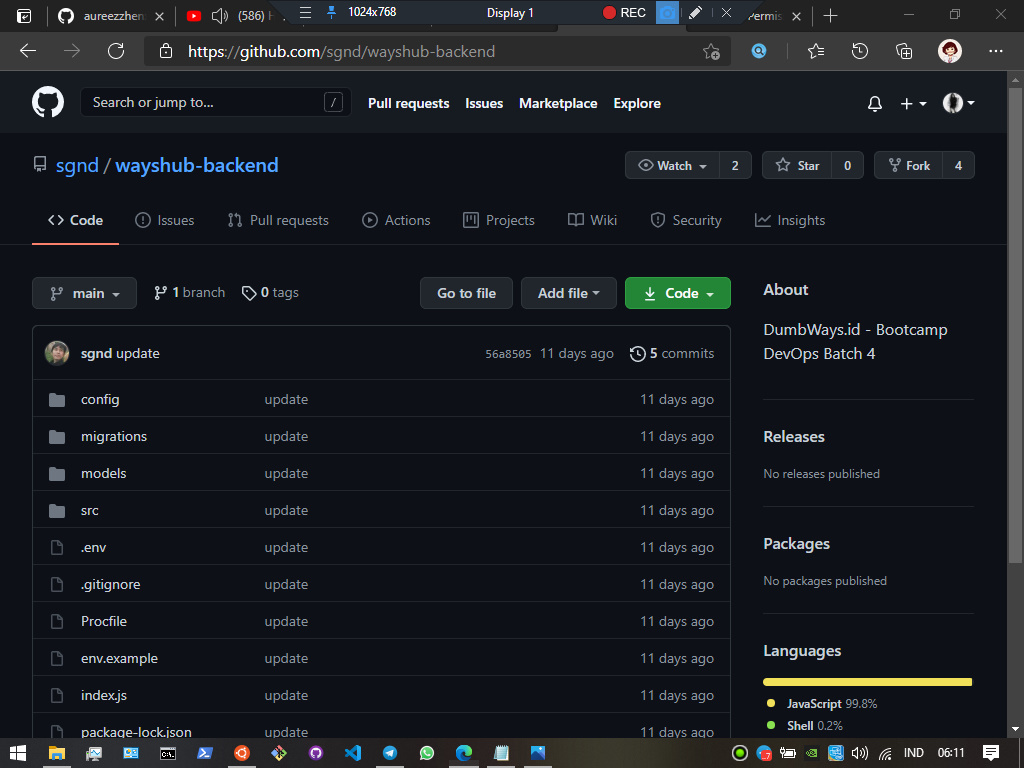 aureezzhen
(586) H
1024x768
Display 1
REC
Permis
https://github.com/sgnd/wayshub-backend
Search or jump to...
/
Pull requests
Issues
Marketplace
Explore
sgnd / wayshub-backend
Watch 2
Star 0
Fork 4
Code
Issues
Pull requests
Actions
Projects
Wiki
Security
Insights
main
1 branch
0 tags
Go to file
Add file
Code
sgnd update
56a8505 11 days ago
5 commits
config update 11 days ago
migrations update 11 days ago
models update 11 days ago
src update 11 days ago
.env update 11 days ago
.gitignore update 11 days ago
Procfile update 11 days ago
env.example update 11 days ago
index.js update 11 days ago
package-lock.json update 11 days ago
About
DumbWays.id - Bootcamp
DevOps Batch 4
Releases
No releases published
Packages
No packages published
Languages
JavaScript 99.8%
Shell 0.2%
IND
06:11